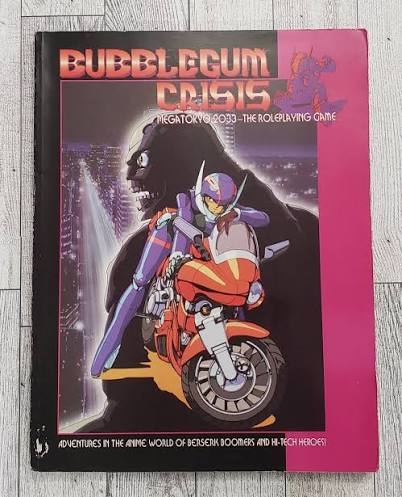 BUBBLEGUM
CRISIS
MEGATOKYO 2033-THE ROLEPLAYING GAME
ADVENTURES IN THE ANIME WORLD OF BERSERK BOOMERS AND HI-TECH HEROES!